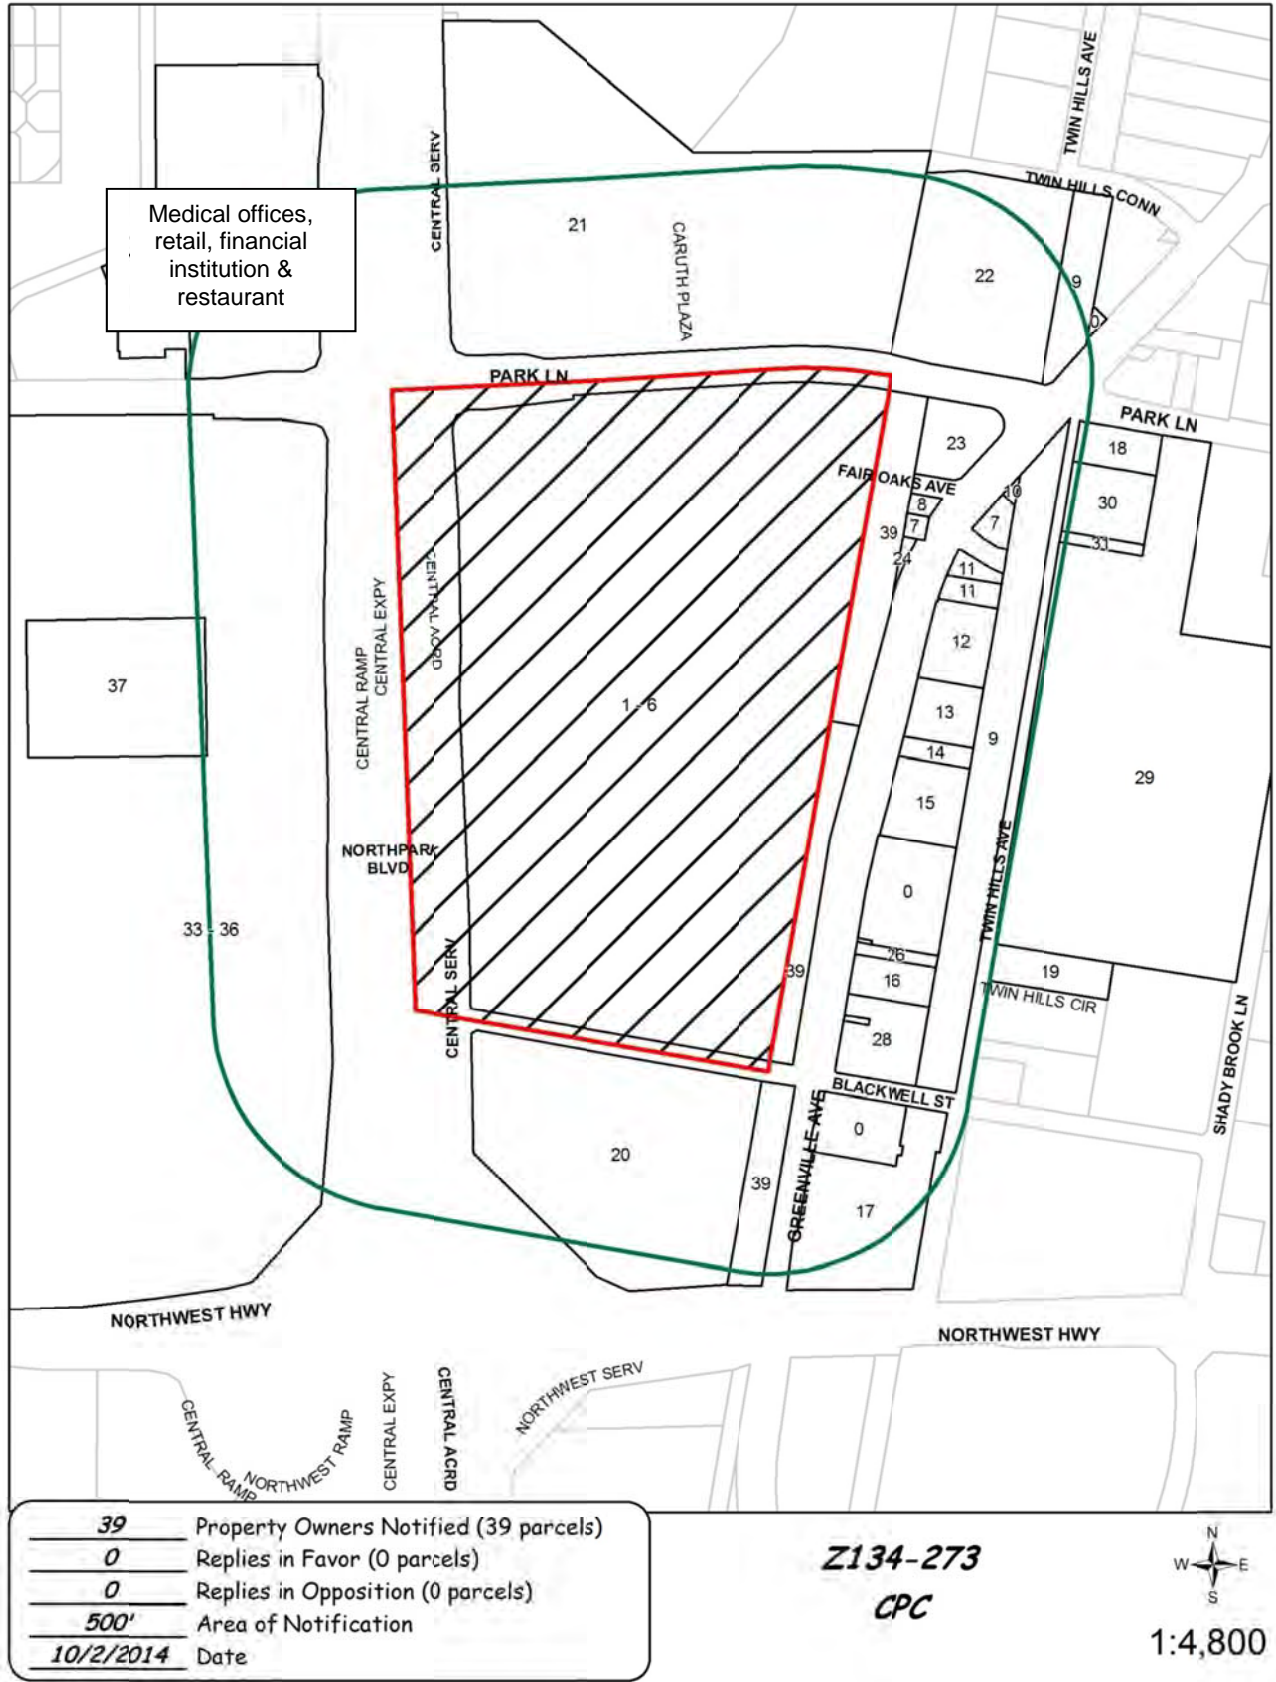 TWIN HILLS AVE
CENTRAL SERV
TWIN HILLS CONN
Medical offices,
retail, financial
institution &
restaurant
21
CARUTH PLAZA
22
9
0
PARK LN
PARK LN
23
18
FAIR OAKS AVE
10
30
8
7
7
39
24
31
11
11
CENTRAL ACRD
CENTRAL EXPY
CENTRAL RAMP
12
37
1 - 6
13
9
14
29
15
NORTHPARK
BLVD
TWIN HILLS AVE
0
33 - 36
26
39
16
19
TWIN HILLS CIR
CENTRAL SERV
28
SHADY BROOK LN
BLACKWELL ST
GREENVILLE AVE
0
20
39
17
NORTHWEST HWY
NORTHWEST HWY
CENTRAL RAMP
NORTHWEST RAMP
CENTRAL EXPY
CENTRAL ACRD
NORTHWEST SERV
39 Property Owners Notified (39 parcels)
0 Replies in Favor (0 parcels)
0 Replies in Opposition (0 parcels)
500' Area of Notification
10/2/2014 Date
Z134-273
CPC
N
W E
S
1:4,800